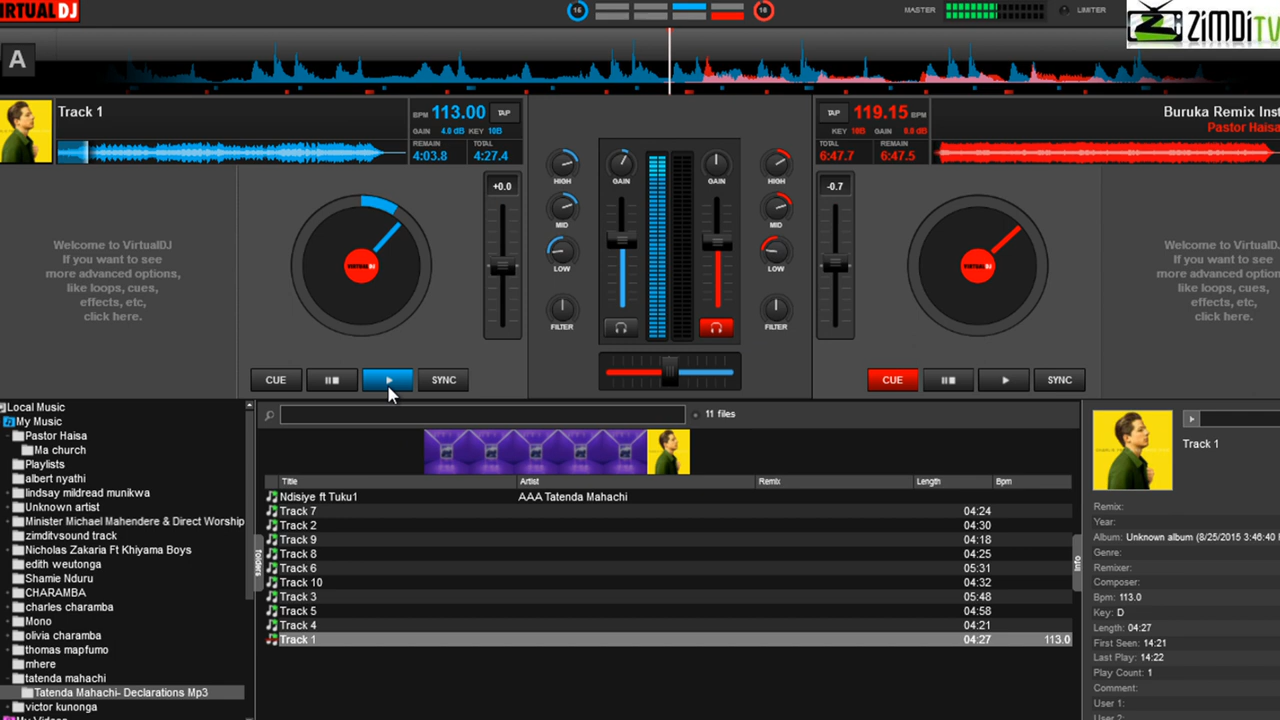 VIRTUAL DJ
16
16
MASTER
LIMITER
ZiMDiTV
A
Track 1
BPM 113.00 TAP
GAIN 4.0 dB KEY 10B
REMAIN TOTAL
4:03.8 4:27.4
TAP 119.15 BPM
KEY 10B GAIN 0.0 dB
TOTAL REMAIN
6:47.7 6:47.5
Buruka Remix Inst
Pastor Haisa
+0.0
HIGH
MID
LOW
FILTER
GAIN
GAIN
HIGH
MID
LOW
FILTER
-0.7
Welcome to VirtualDJ
If you want to see
more advanced options,
like loops, cues,
effects, etc,
click here.
VIRTUAL DJ
VIRTUAL DJ
Welcome to VirtualDJ
If you want to see
more advanced options
like loops, cues,
effects, etc,
click here.
CUE
SYNC
CUE
SYNC
Local Music
My Music
Pastor Haisa
Ma church
Playlists
albert nyathi
lindsay mildread munikwa
Unknown artist
Minister Michael Mahendere & Direct Worship
zimditvsound track
Nicholas Zakaria Ft Khiyama Boys
edith weutonga
Shamie Nduru
CHARAMBA
charles charamba
Mono
olivia charamba
thomas mapfumo
mhere
tatenda mahachi
Tatenda Mahachi- Declarations Mp3
victor kunonga
My Videos
folders
11 files
Title Artist Remix Length Bpm
Ndisiye ft Tuku1 AAA Tatenda Mahachi
Track 7 04:24
Track 2 04:30
Track 9 04:18
Track 8 04:25
Track 6 05:31
Track 10 04:32
Track 3 05:48
Track 5 04:58
Track 4 04:21
Track 1 04:27 113.0
info
Track 1
Remix:
Year:
Album: Unknown album (8/25/2015 3:46:40
Genre:
Remixer:
Composer:
Bpm: 113.0
Key: D
Length: 04:27
First Seen: 14:21
Last Play: 14:22
Play Count: 1
Comment:
User 1:
User 2: